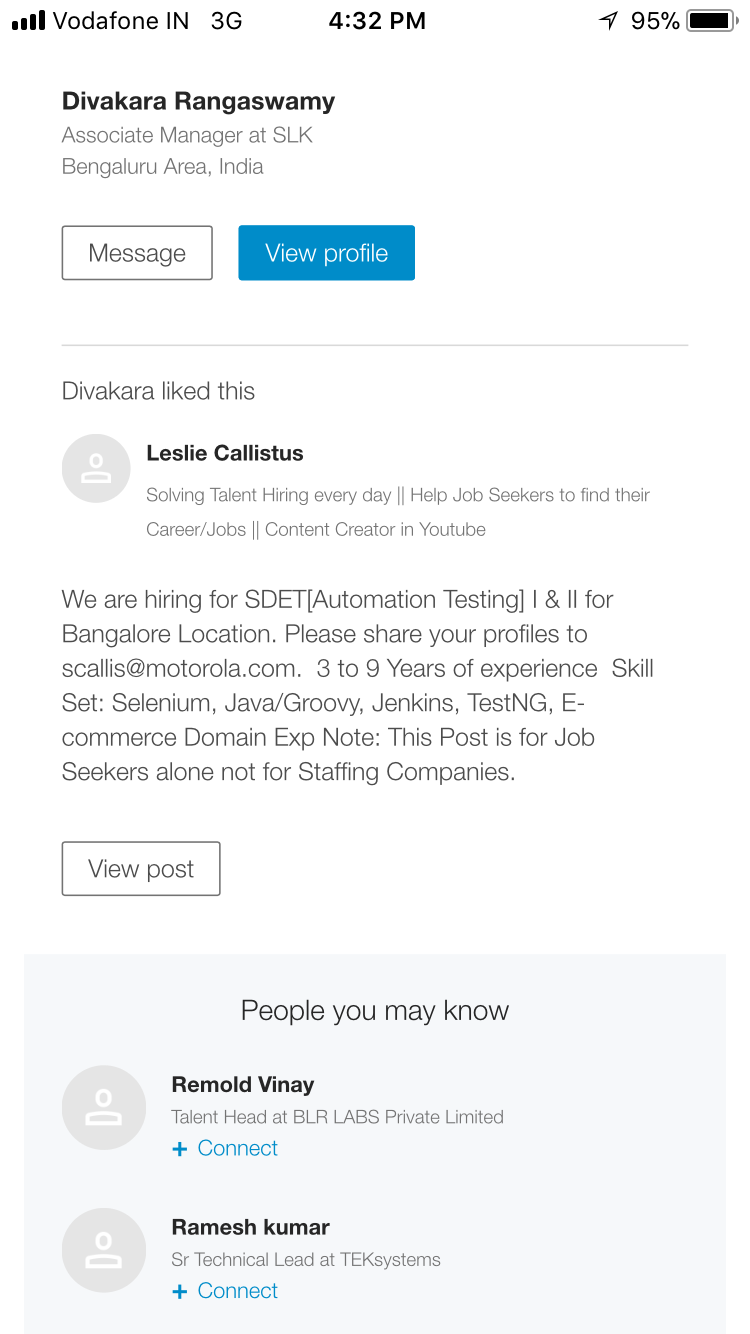 Vodafone IN 3G 4:32 PM 95%
Divakara Rangaswamy
Associate Manager at SLK
Bengaluru Area, India
Message View profile
Divakara liked this
Leslie Callistus
Solving Talent Hiring every day || Help Job Seekers to find their
Career/Jobs || Content Creator in Youtube
We are hiring for SDET[Automation Testing] I & II for
Bangalore Location. Please share your profiles to
scallis@motorola.com.  3 to 9 Years of experience  Skill
Set: Selenium, Java/Groovy, Jenkins, TestNG, E-
commerce Domain Exp Note: This Post is for Job
Seekers alone not for Staffing Companies.
View post
People you may know
Remold Vinay
Talent Head at BLR LABS Private Limited
+ Connect
Ramesh kumar
Sr Technical Lead at TEKsystems
+ Connect